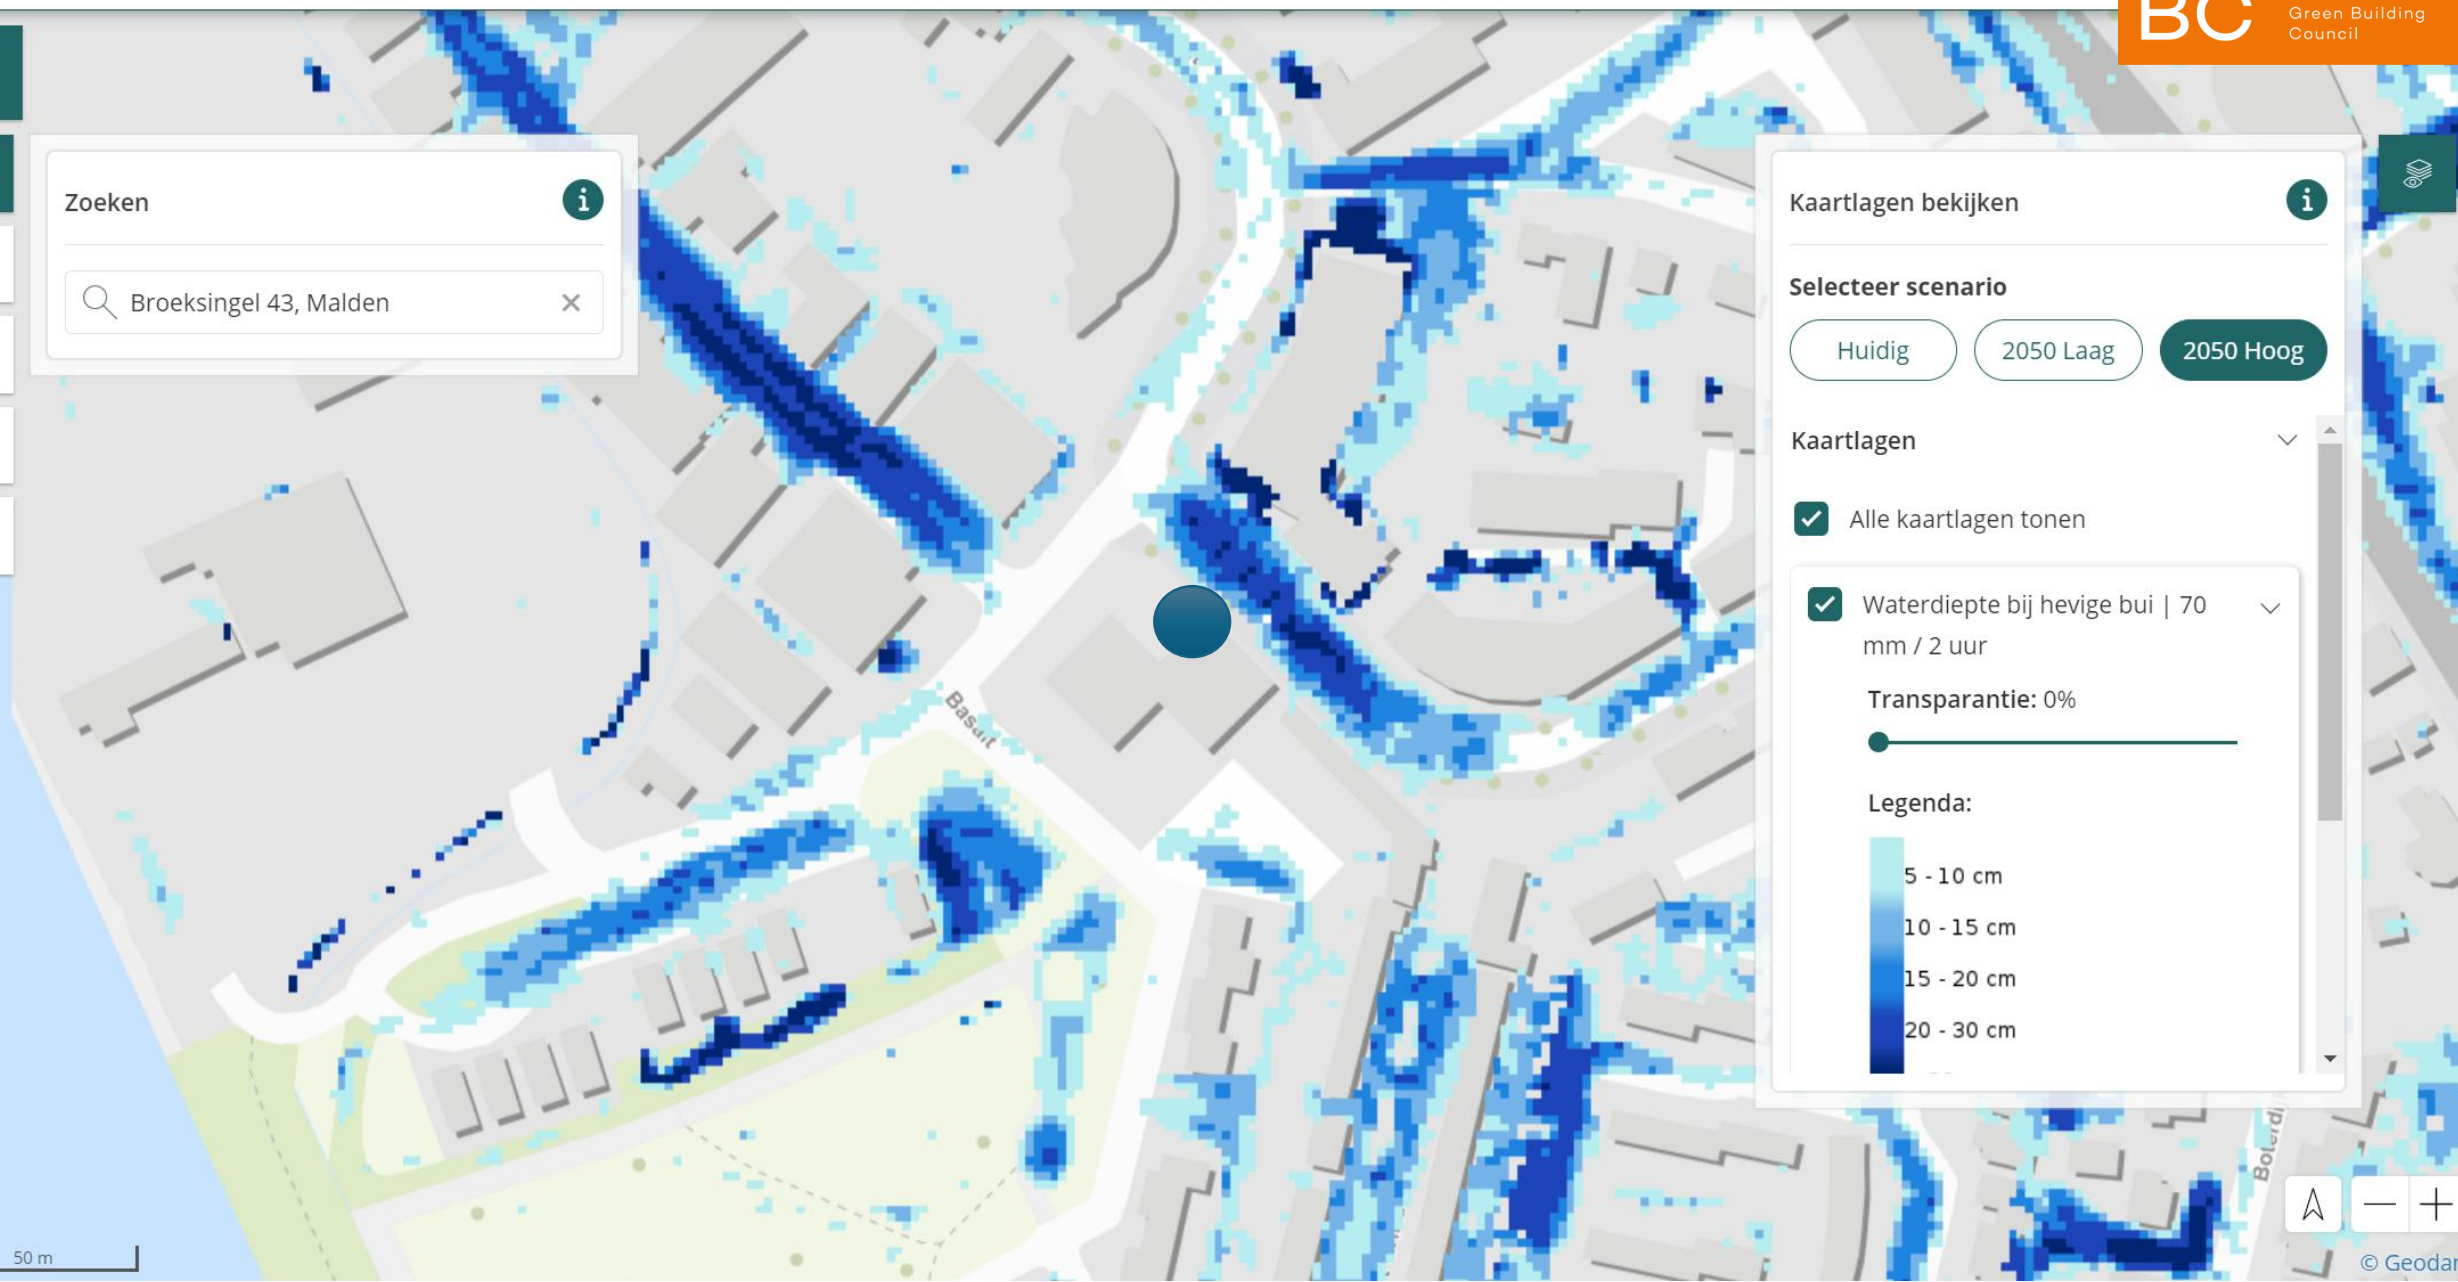 BC
Green Building
Council
Zoeken
Broeksingel 43, Malden
Kaartlagen bekijken
Selecteer scenario
Huidig
2050 Laag
2050 Hoog
Kaartlagen
Alle kaartlagen tonen
Waterdiepte bij hevige bui | 70
mm / 2 uur
Transparantie: 0%
Legenda:
5 - 10 cm
10 - 15 cm
15 - 20 cm
20 - 30 cm
Basalt
50 m
© Geodan